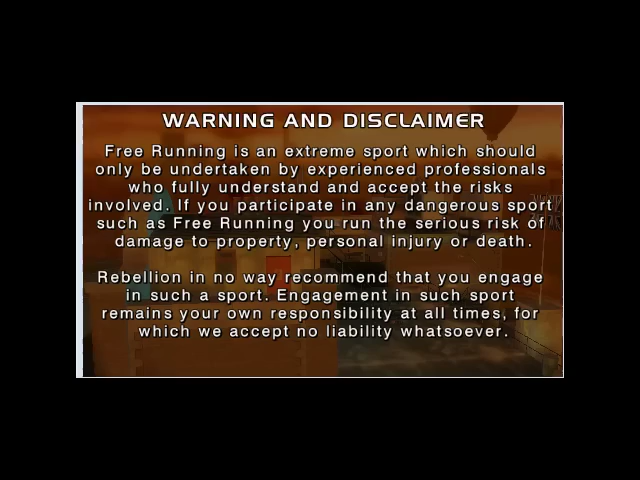 WARNING AND DISCLAIMER
Free Running is an extreme sport which should
only be undertaken by experienced professionals
who fully understand and accept the risks
involved. If you participate in any dangerous sport
such as Free Running you run the serious risk of
damage to property, personal injury or death.
Rebellion in no way recommend that you engage
in such a sport. Engagement in such sport
remains your own responsibility at all times, for
which we accept no liability whatsoever.